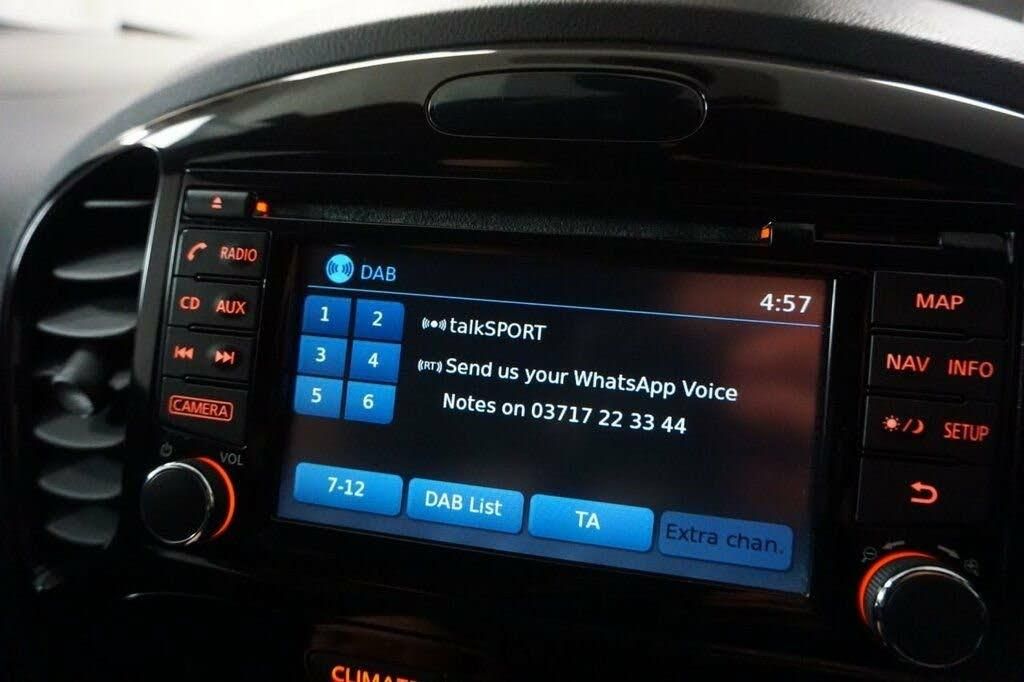 RADIO
CD AUX
CAMERA
VOL
DAB
4:57
1 2
3 4
5 6
talkSPORT
(RT) Send us your WhatsApp Voice
Notes on 03717 22 33 44
7-12 DAB List TA Extra chan.
MAP
NAV INFO
SETUP